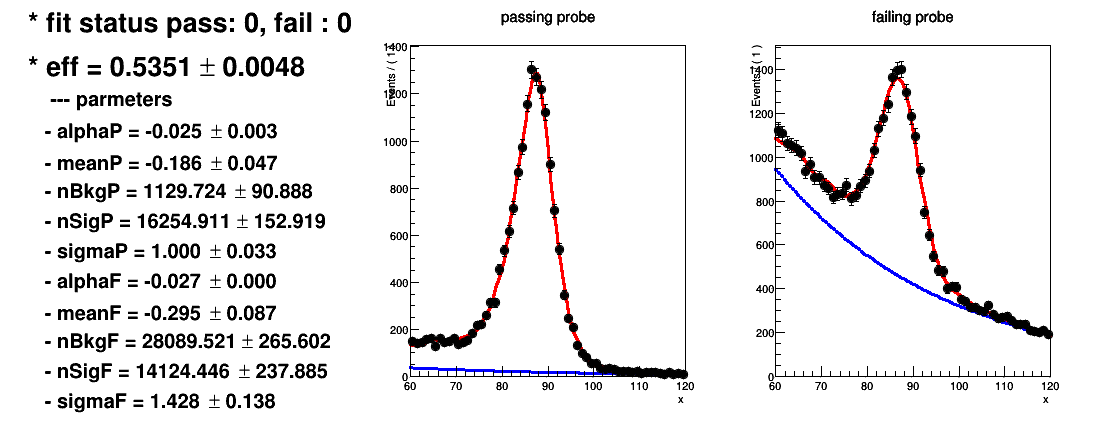 * fit status pass: 0, fail : 0
* eff = 0.5351 ± 0.0048
--- parmeters
- alphaP = -0.025 ± 0.003
- meanP = -0.186 ± 0.047
- nBkgP = 1129.724 ± 90.888
- nSigP = 16254.911 ± 152.919
- sigmaP = 1.000 ± 0.033
- alphaF = -0.027 ± 0.000
- meanF = -0.295 ± 0.087
- nBkgF = 28089.521 ± 265.602
- nSigF = 14124.446 ± 237.885
- sigmaF = 1.428 ± 0.138
passing probe
Events / ( 1 )
1400
1200
1000
800
600
400
200
0
60 70 80 90 100 110 120
x
failing probe
Events / ( 1 )
1400
1200
1000
800
600
400
200
0
60 70 80 90 100 110 120
x